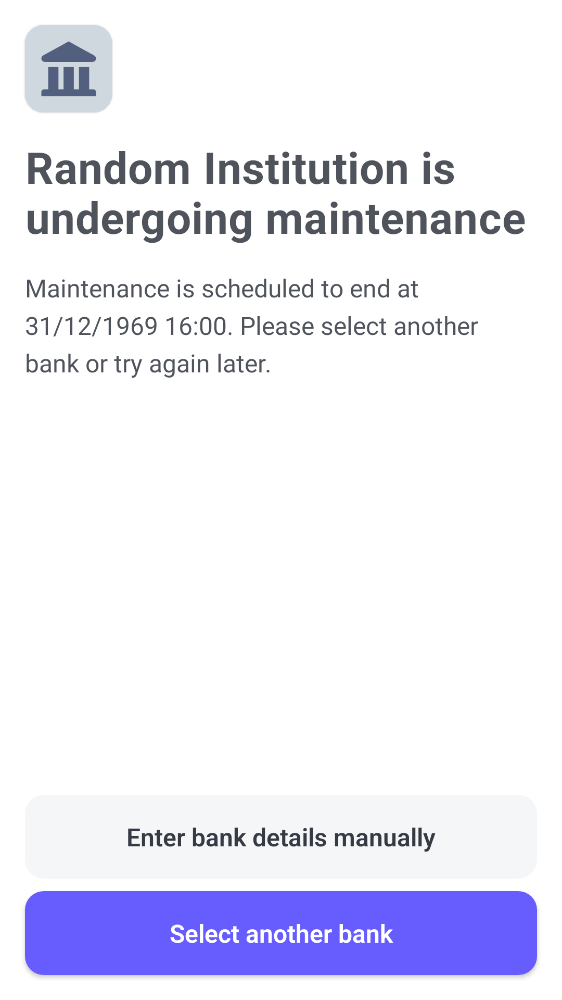 Random Institution is
undergoing maintenance
Maintenance is scheduled to end at
31/12/1969 16:00. Please select another
bank or try again later.
Enter bank details manually
Select another bank